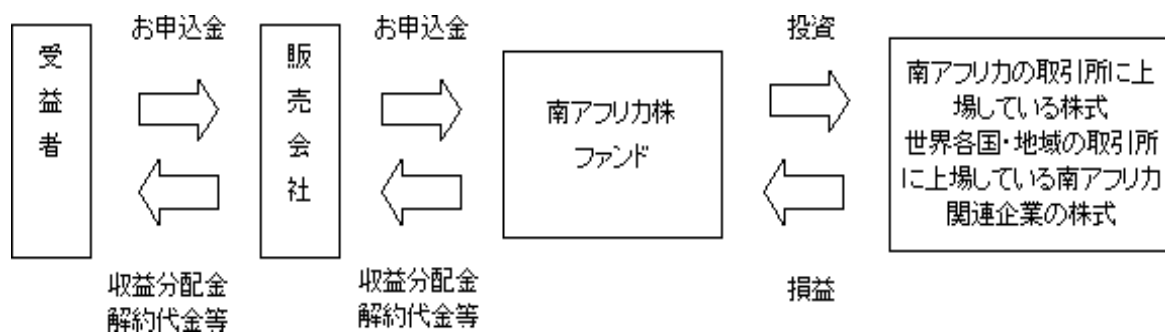 お申込金
お申込金
投資
受益者
販売会社
南アフリカ株
ファンド
南アフリカの取引所に上
場している株式
世界各国・地域の取引所
に上場している南アフリカ
関連企業の株式
収益分配金
解約代金等
収益分配金
解約代金等
損益